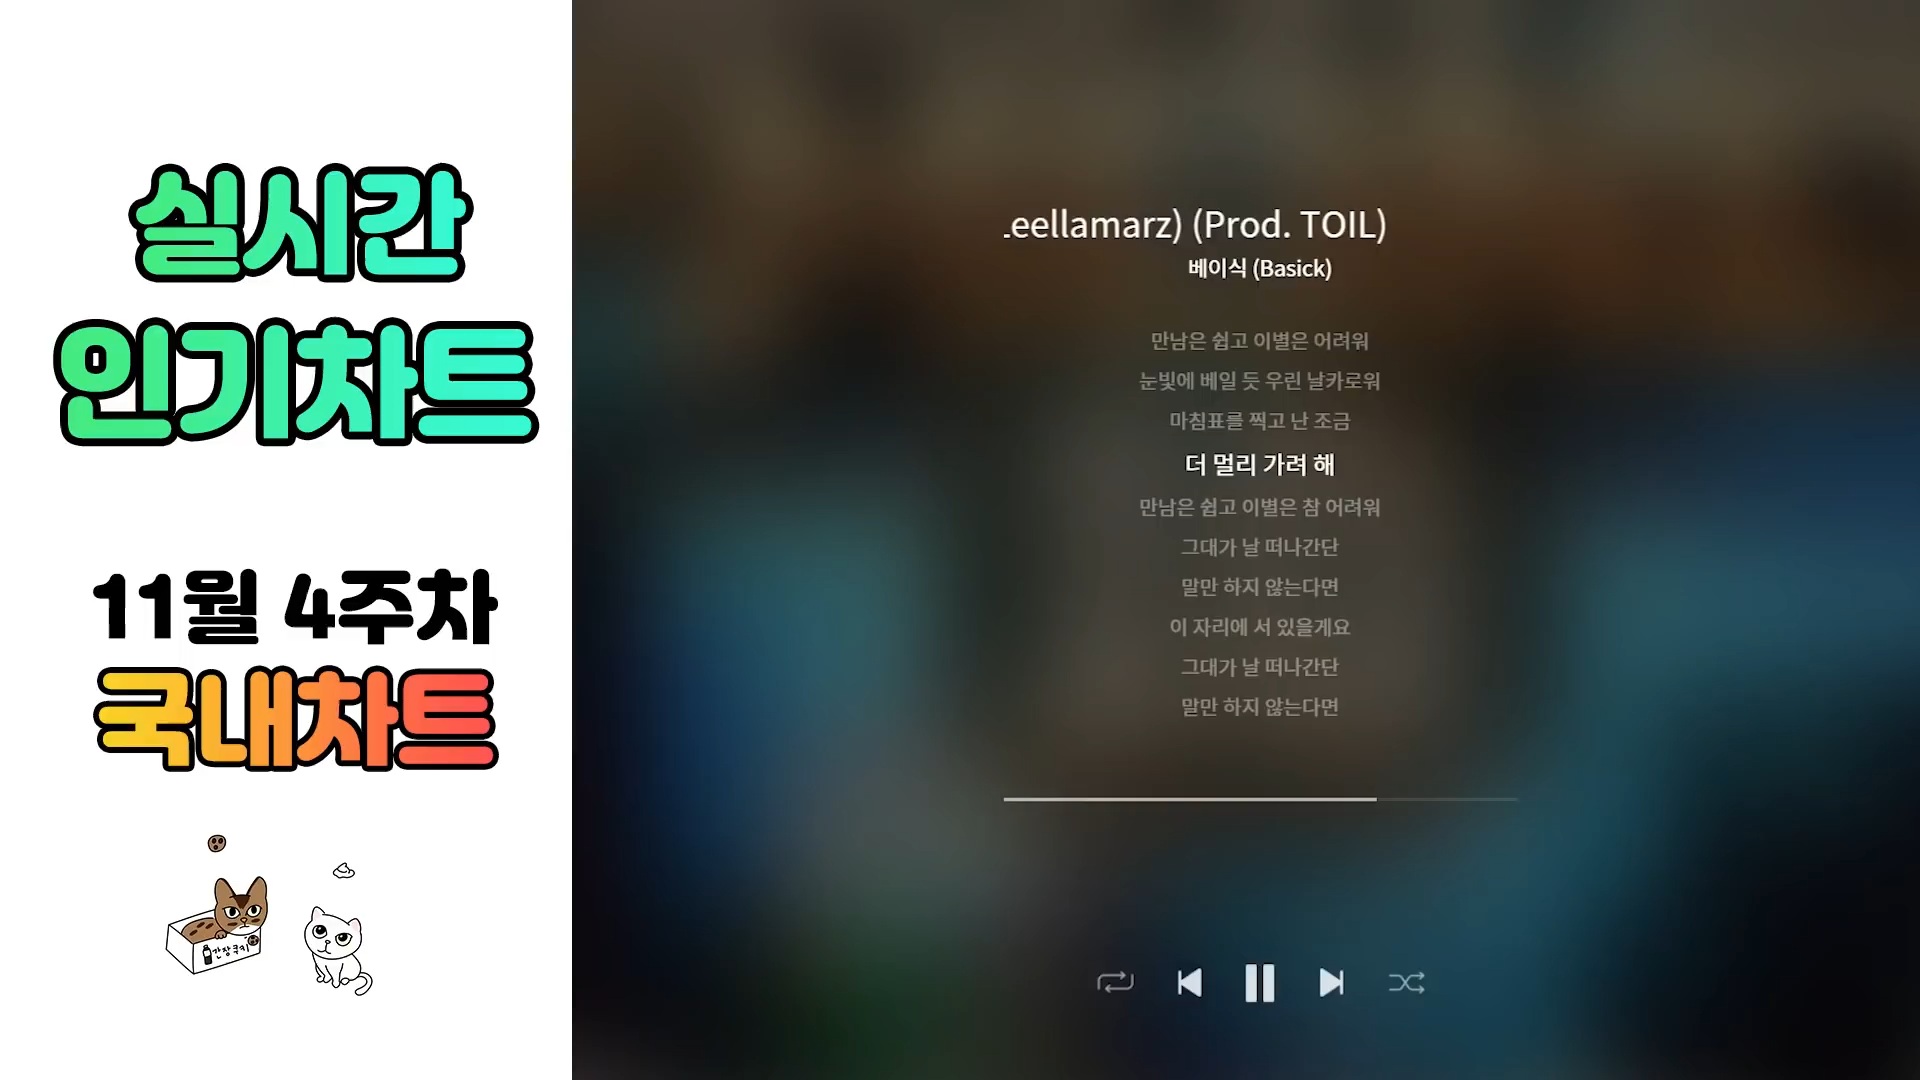 실시간
인기차트
11월 4주차
국내차트
간장쿡키
eellamarz) (Prod. TOIL)
베이식 (Basick)
만남은 쉽고 이별은 어려워
눈빛에 베일 듯 우린 날카로워
마침표를 찍고 난 조금
더 멀리 가려 해
만남은 쉽고 이별은 참 어려워
그대가 날 떠나간단
말만 하지 않는다면
이 자리에 서 있을게요
그대가 날 떠나간단
말만 하지 않는다면